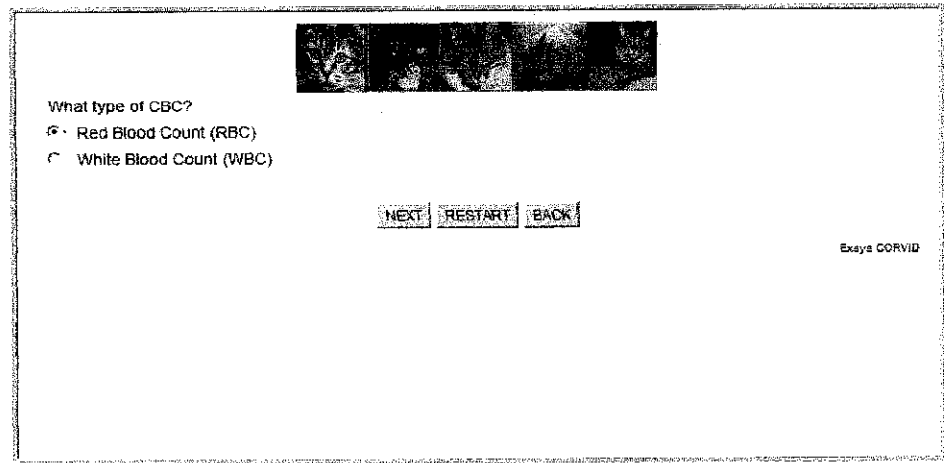 What type of CBC?
Red Blood Count (RBC)
White Blood Count (WBC)
NEXT RESTART BACK
Exsys CORVID